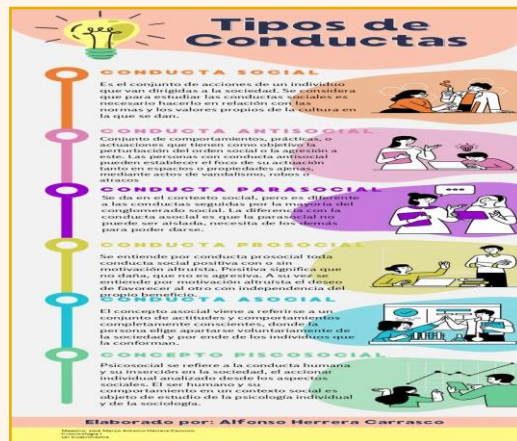 Tipos de
Conductas
CONDUCTA SOCIAL
Es el conjunto de acciones de un individuo
que van dirigidas a la sociedad. Se considera
que para estudiar las conductas sociales es
necesario hacerlo en relación con las
normas y los valores propios de la cultura en
la que se dan.
CONDUCTA ANTISOCIAL
Conjunto de comportamientos, prácticas, o
actuaciones que tienen como objetivo la
perturbación del orden social o la agresión a
este. Las personas con conducta antisocial
pueden establecer el foco de su actuación
tanto en espacios o propiedades ajenas,
mediante actos de vandalismo, robos o
atracos
CONDUCTA PARASOCIAL
Se da en el contexto social, pero es diferente
a las conductas seguidas por la mayoría del
conglomerado social. La diferencia con la
conducta asocial es que la parasocial no
puede ser aislada, necesita de los demás
para poder darse.
CONDUCTA PROSOCIAL
Se entiende por conducta prosocial toda
conducta social positiva con o sin
motivación altruista. Positiva significa que
no daña, que no es agresiva. A su vez se
entiende por motivación altruista el deseo
de favorecer al otro con independencia del
propio beneficio.
CONDUCTA ASOCIAL
El concepto asocial viene a referirse a un
conjunto de actitudes y comportamientos
completamente conscientes, donde la
persona elige apartarse voluntariamente de
la sociedad y por ende de los individuos que
la conforman.
CONCEPTO PISCOSOCIAL
Psicosocial se refiere a la conducta humana
y su inserción en la sociedad, el accionar
individual analizado desde los aspectos
sociales. El ser humano y su
comportamiento en un contexto social es
objeto de estudio de la psicología individual
y de la sociología.
Elaborado por: Alfonso Herrera Carrasco